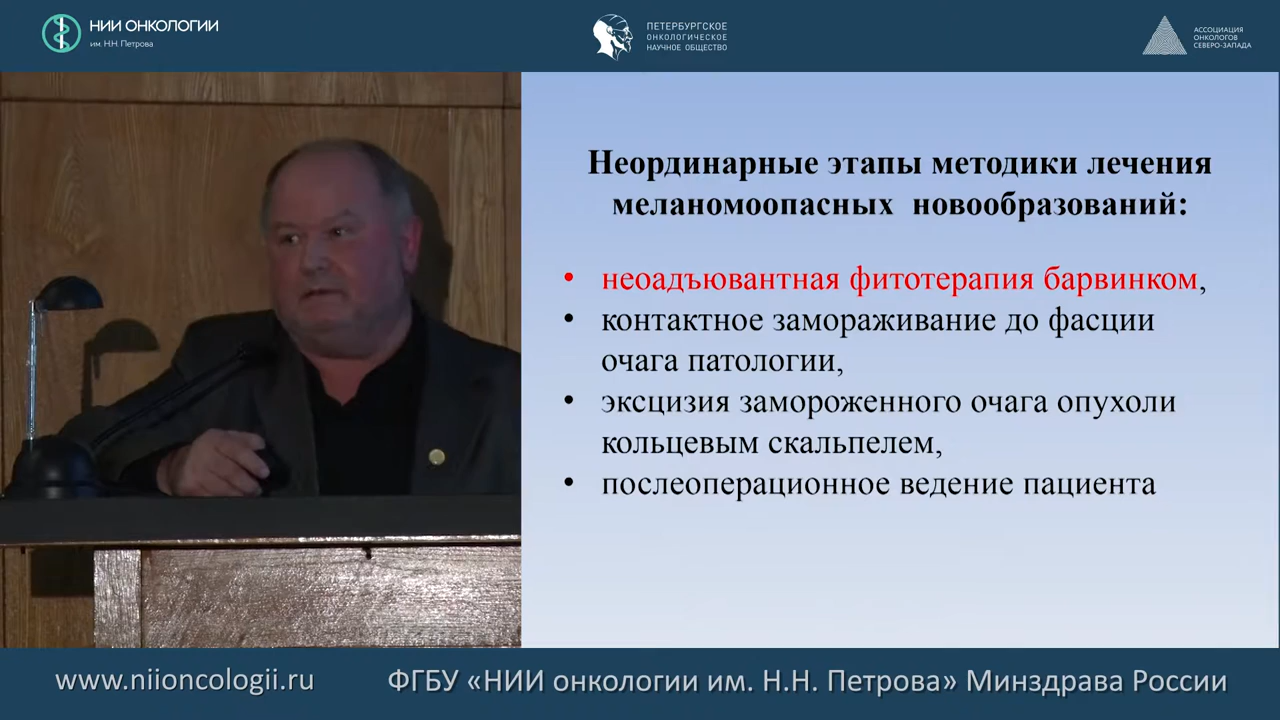 НИИ ОНКОЛОГИИ
им. Н.Н. Петрова
ПЕТЕРБУРГСКОЕ
ОНКОЛОГИЧЕСКОЕ
НАУЧНОЕ ОБЩЕСТВО
АССОЦИАЦИЯ
ОНКОЛОГОВ
СЕВЕРО-ЗАПАДА
Неординарные этапы методики лечения
меланомоопасных новообразований:
• неоадъювантная фитотерапия барвинком,
• контактное замораживание до фасции
очага патологии,
• эксцизия замороженного очага опухоли
кольцевым скальпелем,
• послеоперационное ведение пациента
www.niioncologii.ru
ФГБУ «НИИ онкологии им. Н.Н. Петрова» Минздрава России